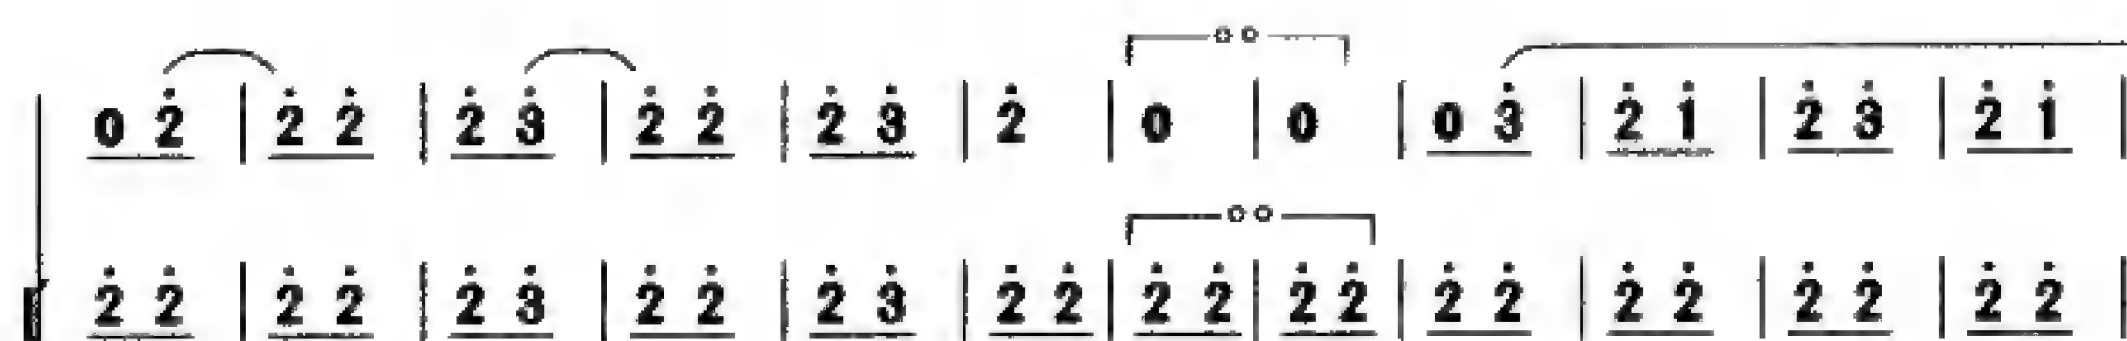 0 2̇ | 2̇ 2̇ | 2̇ 3̇ | 2̇ 2̇ | 2̇ 3̇ | 2̇ | 0 | 0 | 0 3̇ | 2̇ 1̇ | 2̇ 3̇ | 2̇ 1̇ |
2̇ 2̇ | 2̇ 2̇ | 2̇ 3̇ | 2̇ 2̇ | 2̇ 3̇ | 2̇ 2̇ | 2̇ 2̇ | 2̇ 2̇ | 2̇ 2̇ | 2̇ 2̇ | 2̇ 2̇ | 2̇ 2̇ |